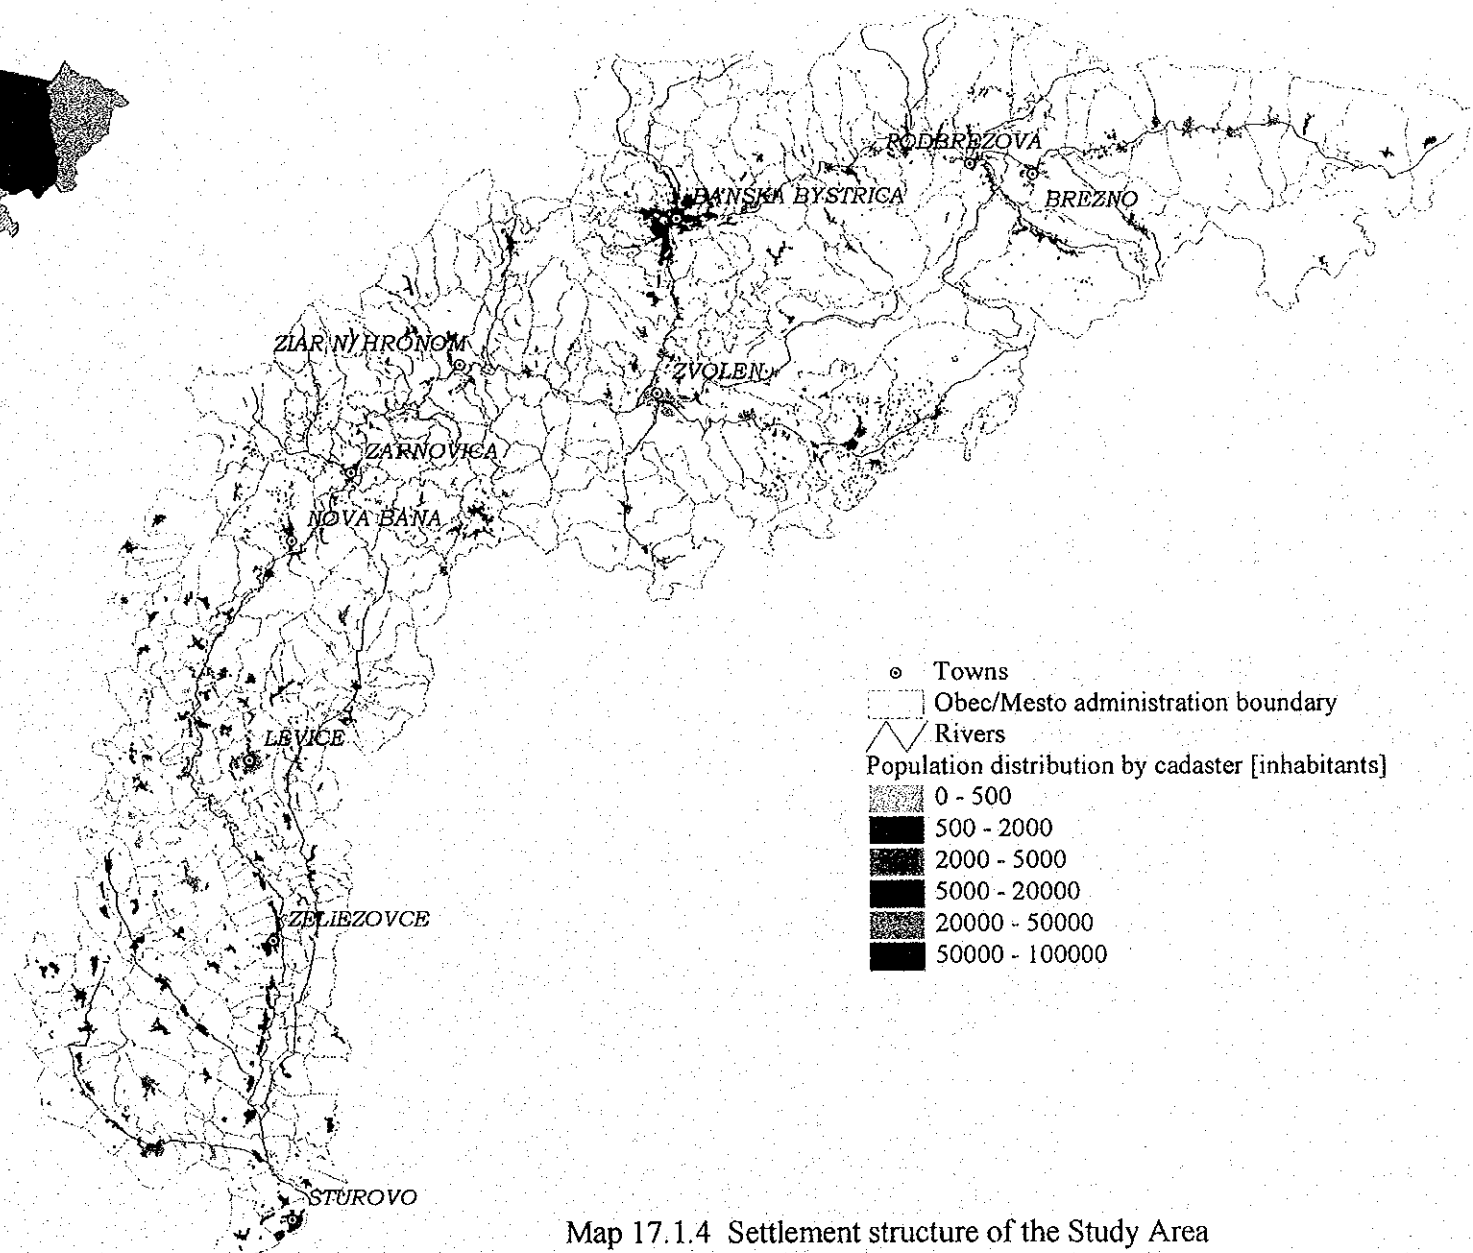 PODBREZOVA
BANSKA BYSTRICA
BREZNO
ZIAR N/HRONOM
ZVOLEN
ZARNOVICA
NOVA BANA
Towns
Obec/Mesto administration boundary
Rivers
LEVICE
Population distribution by cadaster [inhabitants]
0 - 500
500 - 2000
2000 - 5000
5000 - 20000
ZELIEZOVCE
20000 - 50000
50000 - 100000
STUROVO
Map 17.1.4 Settlement structure of the Study Area